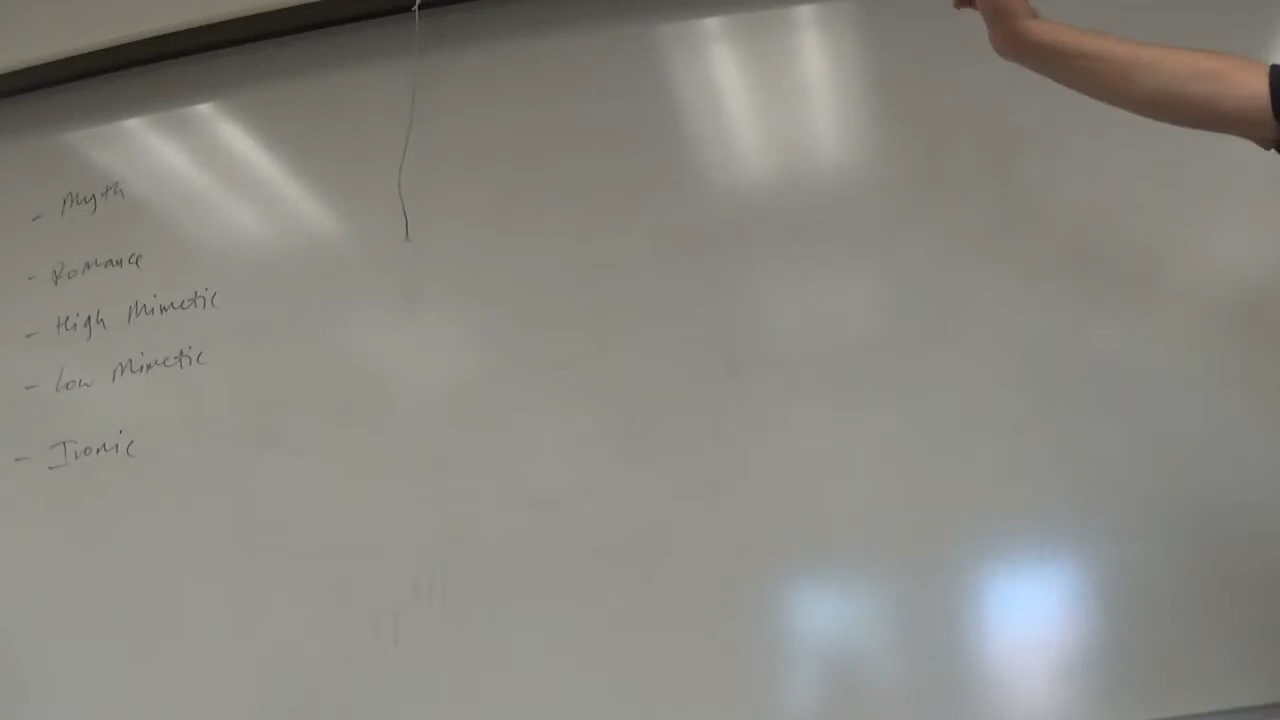 - Myth
- Romance
- High Mimetic
- Low Mimetic
- Ironic